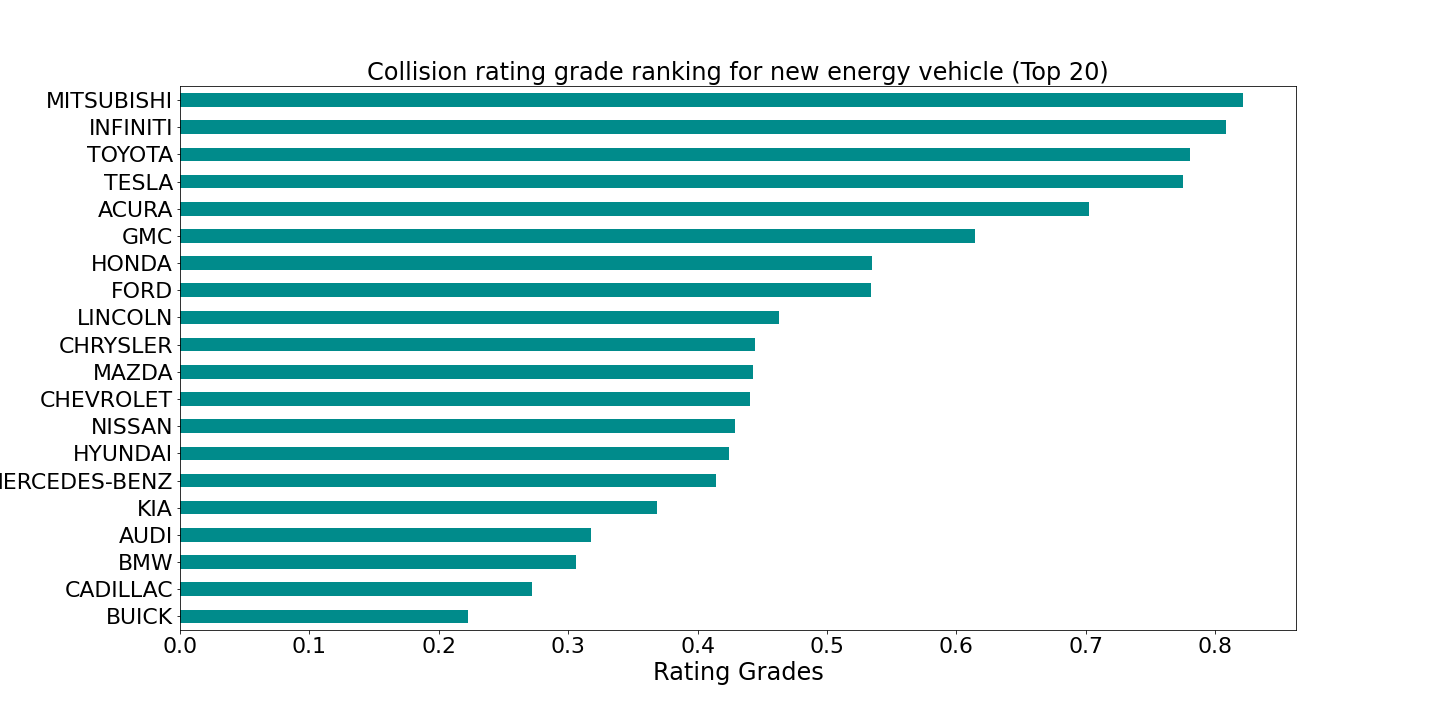 Collision rating grade ranking for new energy vehicle (Top 20)
MITSUBISHI
INFINITI
TOYOTA
TESLA
ACURA
GMC
HONDA
FORD
LINCOLN
CHRYSLER
MAZDA
CHEVROLET
NISSAN
HYUNDAI
ERCEDES-BENZ
KIA
AUDI
BMW
CADILLAC
BUICK
0.0 0.1 0.2 0.3 0.4 0.5 0.6 0.7 0.8
Rating Grades